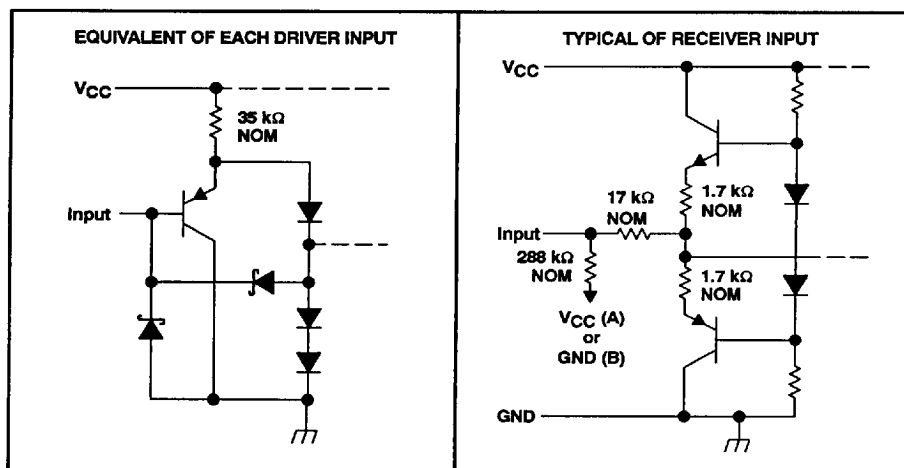 EQUIVALENT OF EACH DRIVER INPUT
VCC
35 kΩ
NOM
Input
TYPICAL OF RECEIVER INPUT
VCC
17 kΩ
NOM
1.7 kΩ
NOM
Input
288 kΩ
NOM
1.7 kΩ
NOM
VCC (A)
or
GND (B)
GND